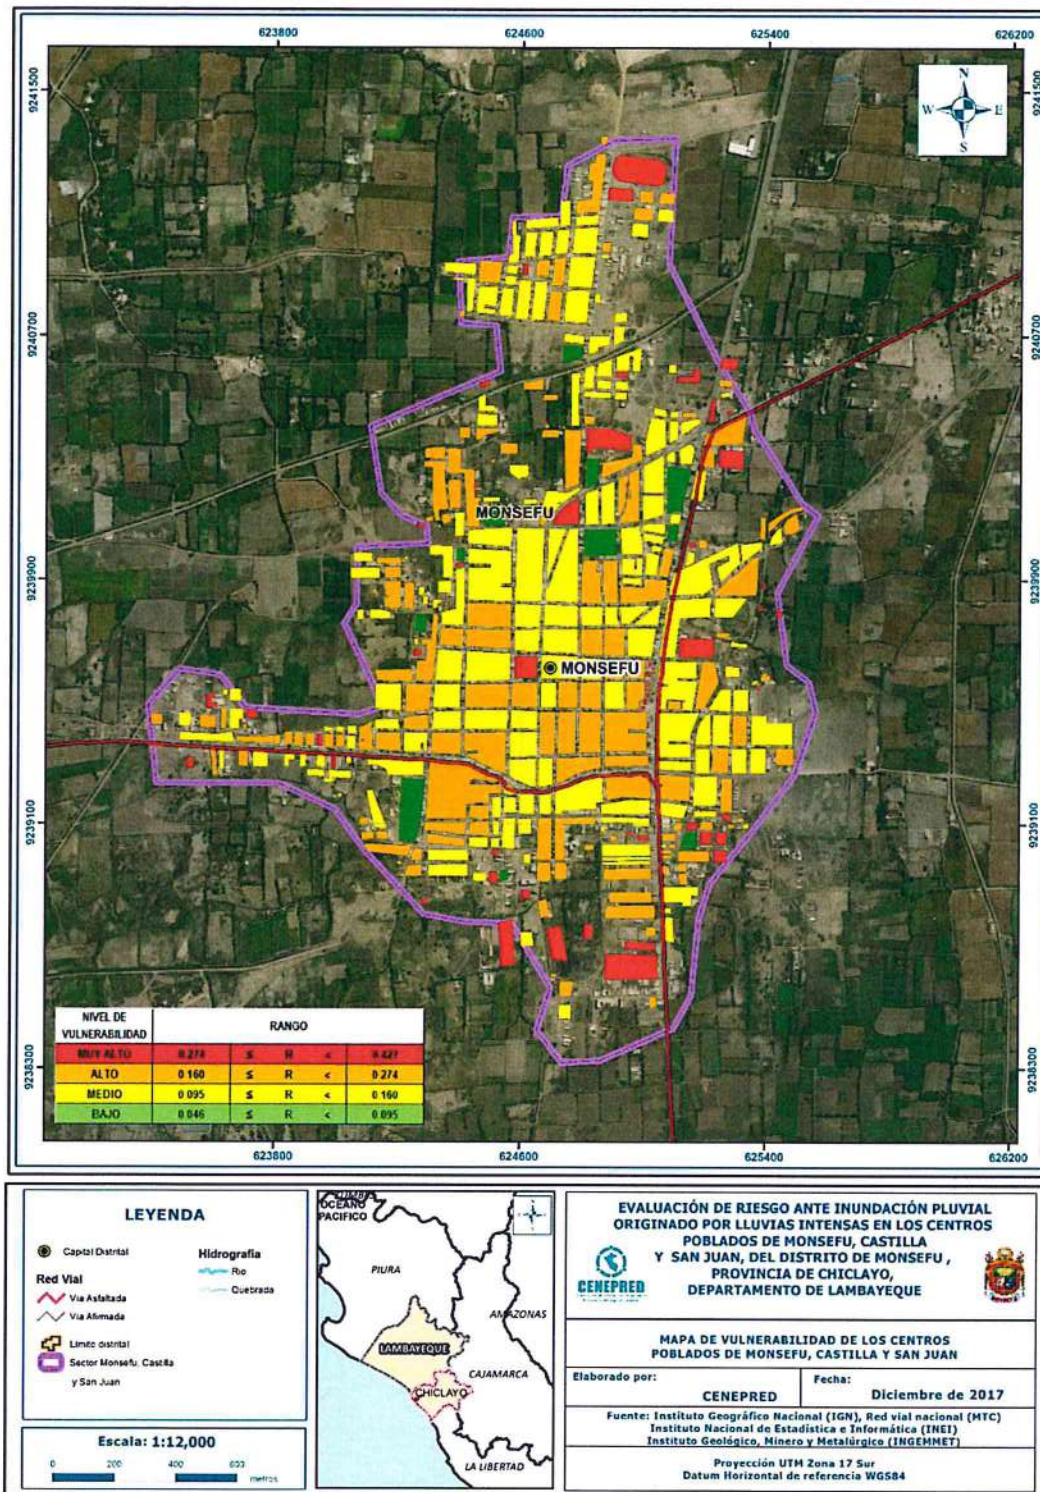 623800 624600 625400 626200
9241500 9241500
N
W E
S
9240700 9240700
MONSEFU
9239900 9239900
MONSEFU
9239100 9239100
NIVEL DE VULNERABILIDAD RANGO
MUY ALTO 0.274 ≤ R < 0.427
ALTO 0.160 ≤ R < 0.274
MEDIO 0.095 ≤ R < 0.160
BAJO 0.046 ≤ R < 0.095
9238300 9238300
623800 624600 625400 626200
LEYENDA
Capital Distrital
Red Vial
Via Asfaltada
Via Afirmada
Limite distrital
Sector Monsefu, Castilla
y San Juan
Hidrografia
Rio
Quebrada
Escala: 1:12,000
0 200 400 600
metros
OCEANO
PACIFICO
PIURA
AMAZONAS
LAMBAYEQUE
CAJAMARCA
CHICLAYO
LA LIBERTAD
EVALUACIÓN DE RIESGO ANTE INUNDACIÓN PLUVIAL
ORIGINADO POR LLUVIAS INTENSAS EN LOS CENTROS
POBLADOS DE MONSEFU, CASTILLA
Y SAN JUAN, DEL DISTRITO DE MONSEFU ,
PROVINCIA DE CHICLAYO,
DEPARTAMENTO DE LAMBAYEQUE
CENEPRED
MAPA DE VULNERABILIDAD DE LOS CENTROS
POBLADOS DE MONSEFU, CASTILLA Y SAN JUAN
Elaborado por:
CENEPRED
Fecha:
Diciembre de 2017
Fuente: Instituto Geográfico Nacional (IGN), Red vial nacional (MTC)
Instituto Nacional de Estadística e Informática (INEI)
Instituto Geológico, Minero y Metalúrgico (INGEMMET)
Proyección UTM Zona 17 Sur
Datum Horizontal de referencia WGS84